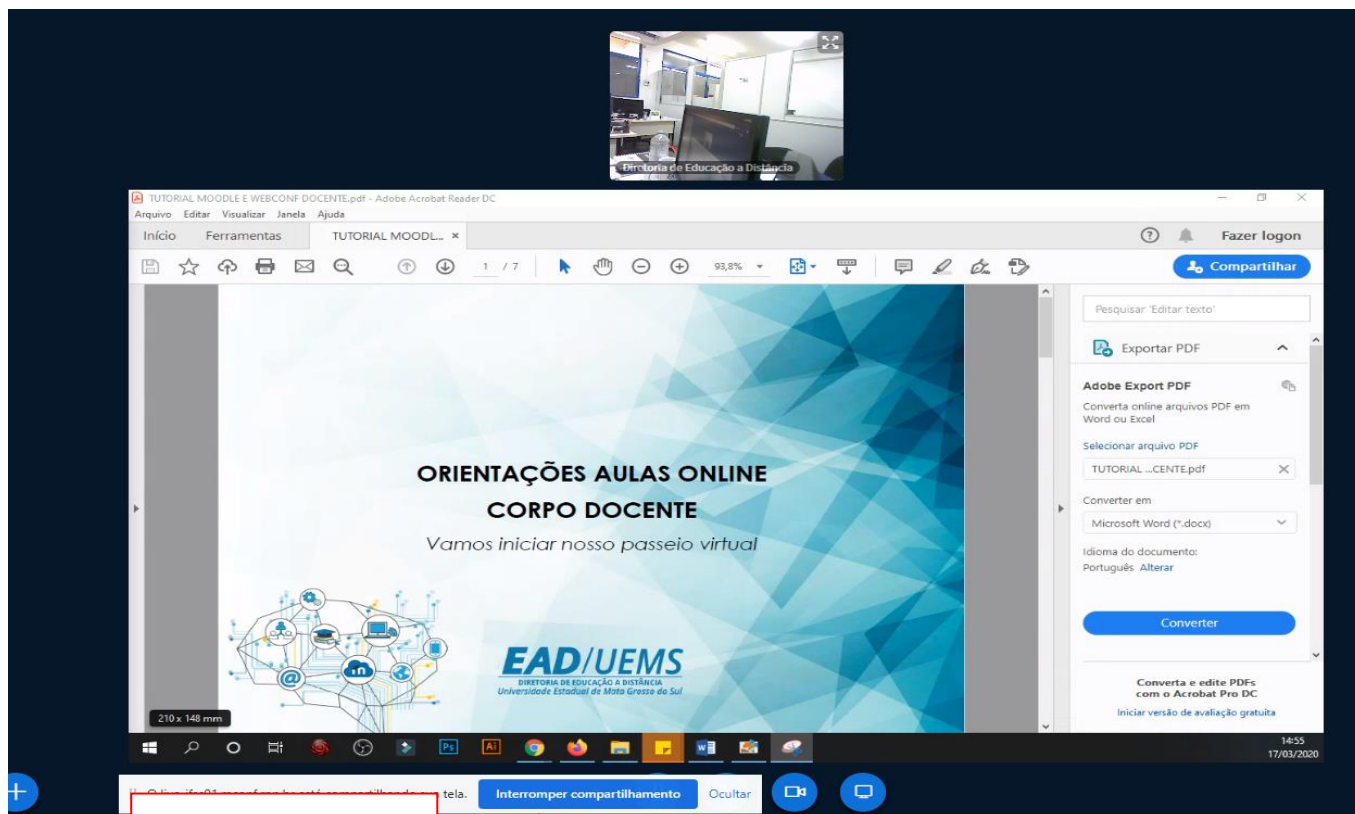 Diretoria de Educação a Distância
TUTORIAL MOODLE E WEBCONF DOCENTE.pdf - Adobe Acrobat Reader DC
Arquivo Editar Visualizar Janela Ajuda
Início Ferramentas TUTORIAL MOODL... × Fazer logon
1 / 7 93,8% Compartilhar
Pesquisar 'Editar texto'
Exportar PDF
Adobe Export PDF
Converta online arquivos PDF em
Word ou Excel
Selecionar arquivo PDF
TUTORIAL ...CENTE.pdf
Converter em
Microsoft Word (*.docx)
Idioma do documento:
Português Alterar
Converter
Converta e edite PDFs
com o Acrobat Pro DC
Iniciar versão de avaliação gratuita
ORIENTAÇÕES AULAS ONLINE
CORPO DOCENTE
Vamos iniciar nosso passeio virtual
EAD/UEMS
DIRETORIA DE EDUCAÇÃO A DISTÂNCIA
Universidade Estadual de Mato Grosso do Sul
210 x 148 mm
Ps Ai
14:55
17/03/2020
tela. Interromper compartilhamento Ocultar